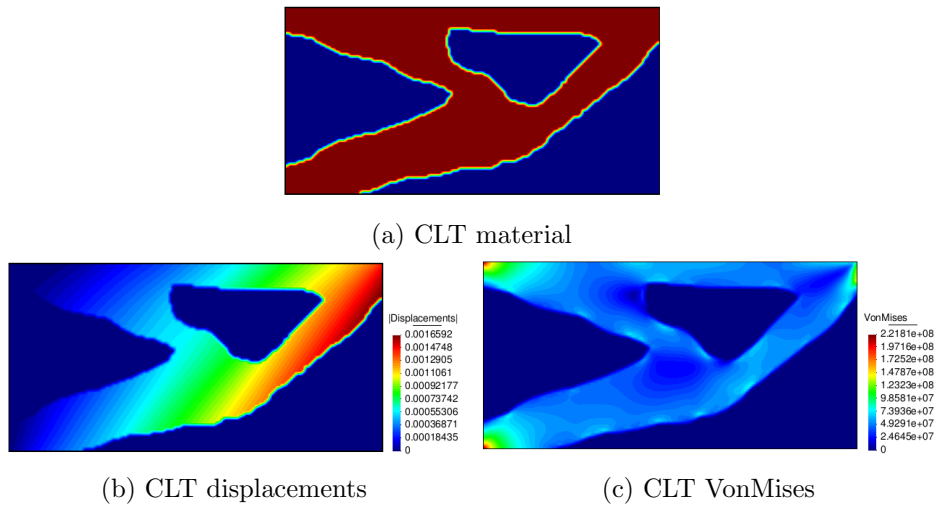 (a) CLT material
|Displacements|
0.0016592
0.0014748
0.0012905
0.0011061
0.00092177
0.00073742
0.00055306
0.00036871
0.00018435
0
VonMises
2.2181e+08
1.9716e+08
1.7252e+08
1.4787e+08
1.2323e+08
9.8581e+07
7.3936e+07
4.9291e+07
2.4645e+07
0
(b) CLT displacements
(c) CLT VonMises